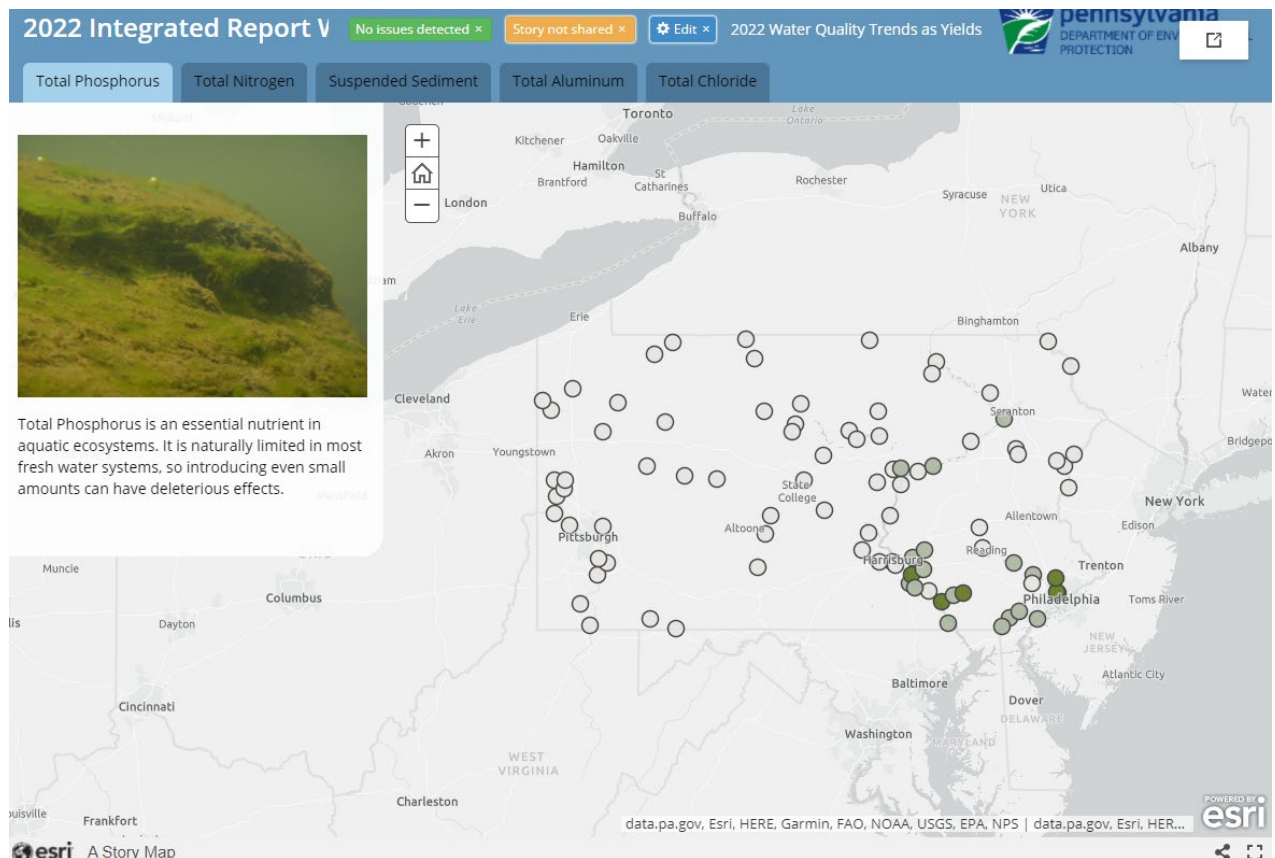 2022 Integrated Report
No issues detected ×
Story not shared ×
Edit ×
2022 Water Quality Trends as Yields
pennsylvania
DEPARTMENT OF
PROTECTION
Total Phosphorus
Total Nitrogen
Suspended Sediment
Total Aluminum
Total Chloride
Total Phosphorus is an essential nutrient in
aquatic ecosystems. It is naturally limited in most
fresh water systems, so introducing even small
amounts can have deleterious effects.
+
−
Toronto
Lake
Ontario
Kitchener
Oakville
Hamilton
Brantford
St
Catharines
Rochester
London
Buffalo
Syracuse
Utica
NEW
YORK
Albany
Lake
Erie
Erie
Binghamton
Cleveland
Scranton
Akron
Youngstown
State
College
New York
Allentown
Edison
Altoona
Pittsburgh
Harrisburg
Reading
Trenton
Philadelphia
Toms River
Muncie
Columbus
Dayton
NEW
JERSEY
Atlantic City
Baltimore
Dover
DELAWARE
Cincinnati
Washington
MARYLAND
WEST
VIRGINIA
Charleston
Frankfort
data.pa.gov, Esri, HERE, Garmin, FAO, NOAA, USGS, EPA, NPS | data.pa.gov, Esri, HER...
POWERED BY
esri
esri A Story Map